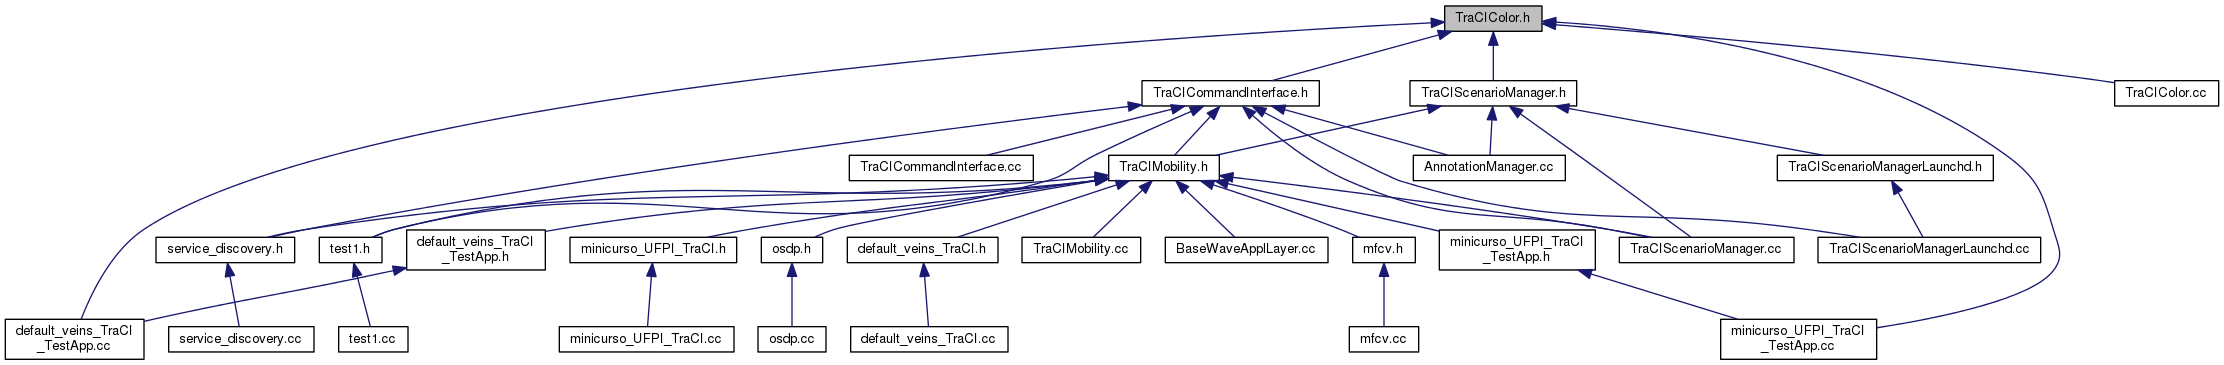 TraCIColor.h
TraCICommandInterface.h
TraCIScenarioManager.h
TraCIColor.cc
TraCICommandInterface.cc
TraCIMobility.h
AnnotationManager.cc
TraCIScenarioManagerLaunchd.h
service_discovery.h
test1.h
default_veins_TraCI
_TestApp.h
minicurso_UFPI_TraCI.h
osdp.h
default_veins_TraCI.h
TraCIMobility.cc
BaseWaveApplLayer.cc
mfcv.h
minicurso_UFPI_TraCI
_TestApp.h
TraCIScenarioManager.cc
TraCIScenarioManagerLaunchd.cc
default_veins_TraCI
_TestApp.cc
service_discovery.cc
test1.cc
minicurso_UFPI_TraCI.cc
osdp.cc
default_veins_TraCI.cc
mfcv.cc
minicurso_UFPI_TraCI
_TestApp.cc